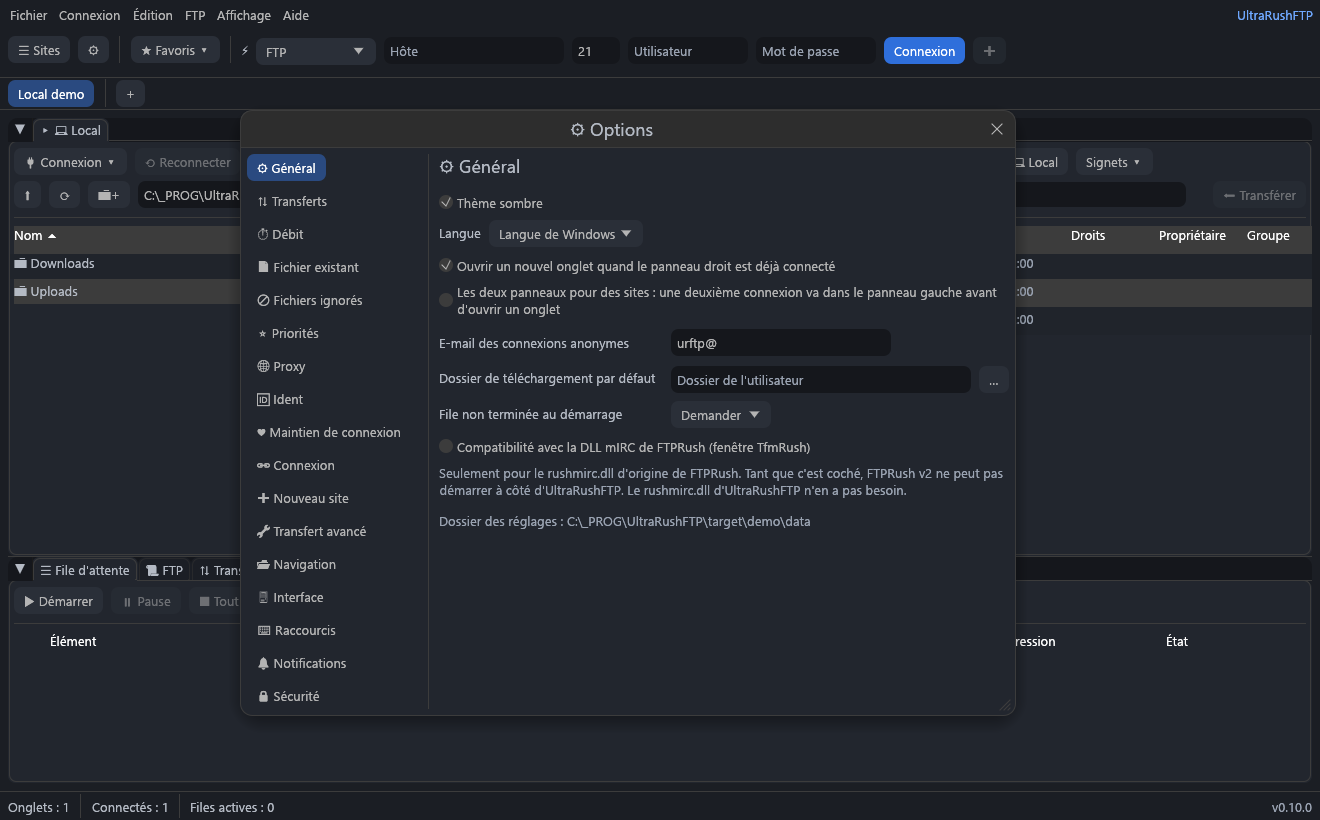 Fichier Connexion Édition FTP Affichage Aide UltraRushFTP
Sites Favoris FTP Hôte 21 Utilisateur Mot de passe Connexion +
Local demo +
Local
Options
Connexion Reconnecter Local Signets
C:\_PROG\UltraR Transférer
Nom Droits Propriétaire Groupe
Downloads :00
Uploads :00
:00
Général
Transferts
Débit
Fichier existant
Fichiers ignorés
Priorités
Proxy
Ident
Maintien de connexion
Connexion
Nouveau site
Transfert avancé
Navigation
Interface
Raccourcis
Notifications
Sécurité
Général
Thème sombre
Langue Langue de Windows
Ouvrir un nouvel onglet quand le panneau droit est déjà connecté
Les deux panneaux pour des sites : une deuxième connexion va dans le panneau gauche avant
d'ouvrir un onglet
E-mail des connexions anonymes urftp@
Dossier de téléchargement par défaut Dossier de l'utilisateur ...
File non terminée au démarrage Demander
Compatibilité avec la DLL mIRC de FTPRush (fenêtre TfmRush)
Seulement pour le rushmirc.dll d'origine de FTPRush. Tant que c'est coché, FTPRush v2 ne peut pas
démarrer à côté d'UltraRushFTP. Le rushmirc.dll d'UltraRushFTP n'en a pas besoin.
Dossier des réglages : C:\_PROG\UltraRushFTP\target\demo\data
File d'attente FTP Trans
Démarrer Pause Tout
Élément ression État
Onglets : 1 Connectés : 1 Files actives : 0 v0.10.0